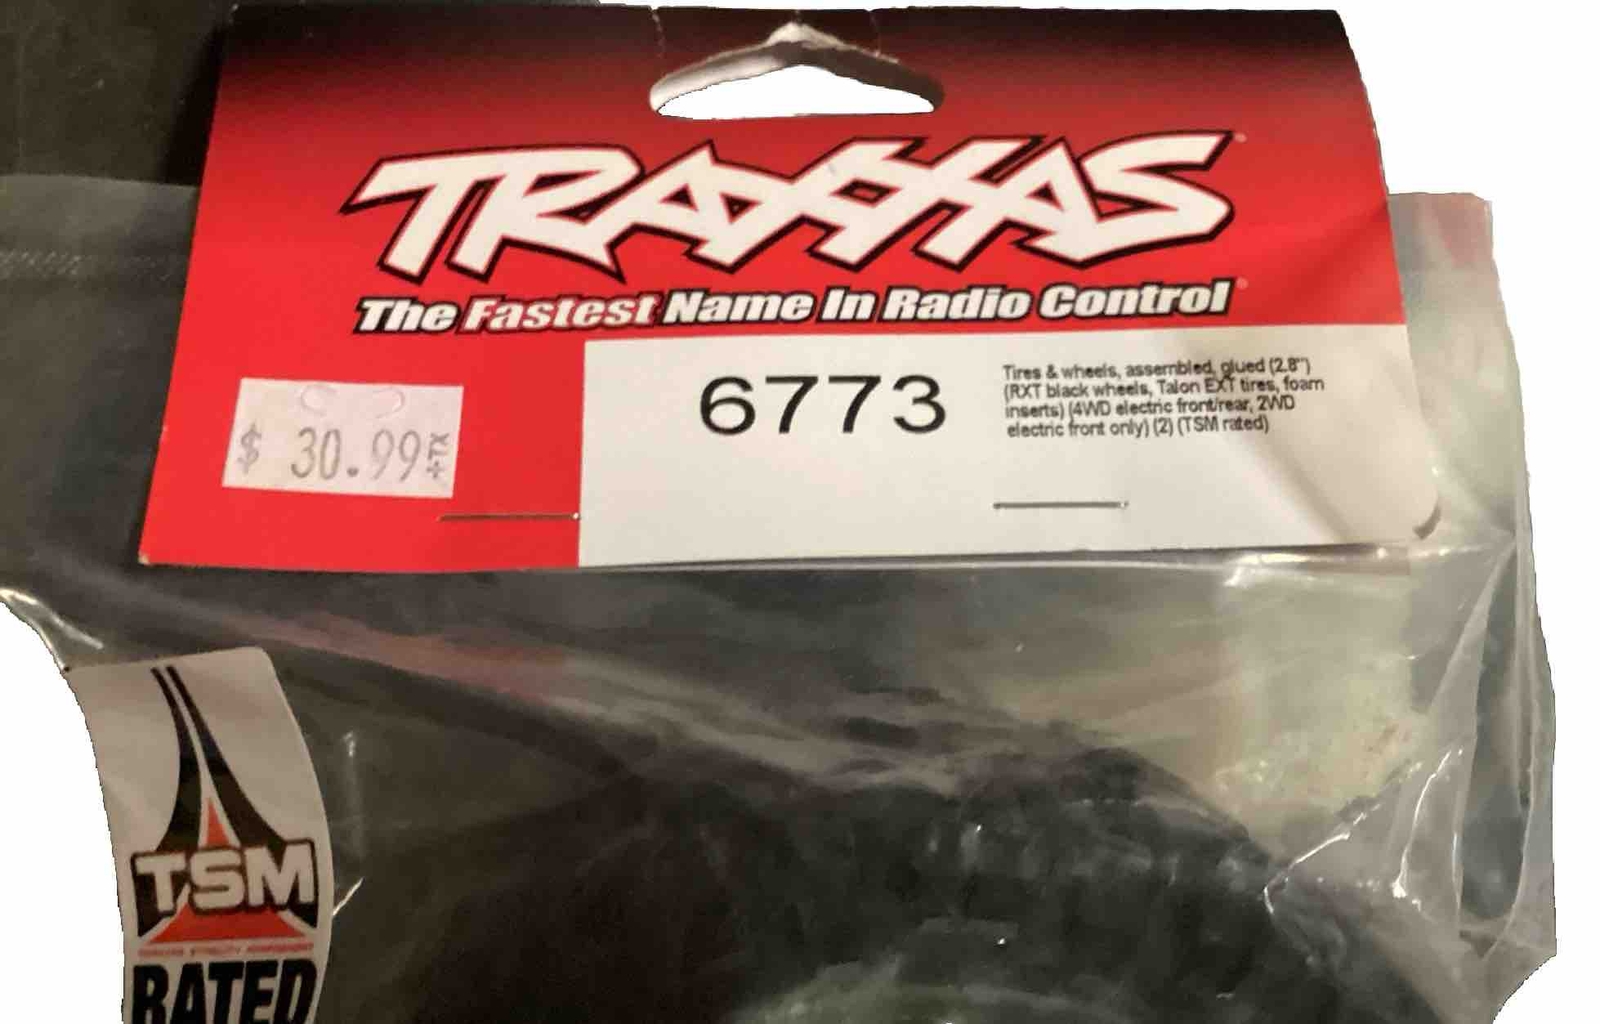 TRAXXAS
The Fastest Name In Radio Control
$ 30.99 +TX
6773
Tires & wheels, assembled, glued (2.8")
(RXT black wheels, Talon EXT tires, foam
inserts) (4WD electric front/rear, 2WD
electric front only) (2) (TSM rated)
TSM
RATED